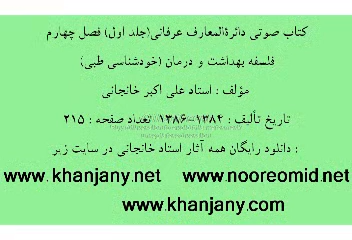 کتاب صوتی دائرةالمعارف عرفانی(جلد اول) فصل چهارم
فلسفه بهداشت و درمان (خودشناسی طبی)
مؤلف : استاد علی اکبر خانجانی
تاریخ تألیف : ۱۳۸۴-۱۳۸۶ تعداد صفحه : ۲۱۵
دانلود رایگان همه آثار استاد خانجانی در سایت زیر :
www.khanjany.net www.nooreomid.net
www.khanjany.com